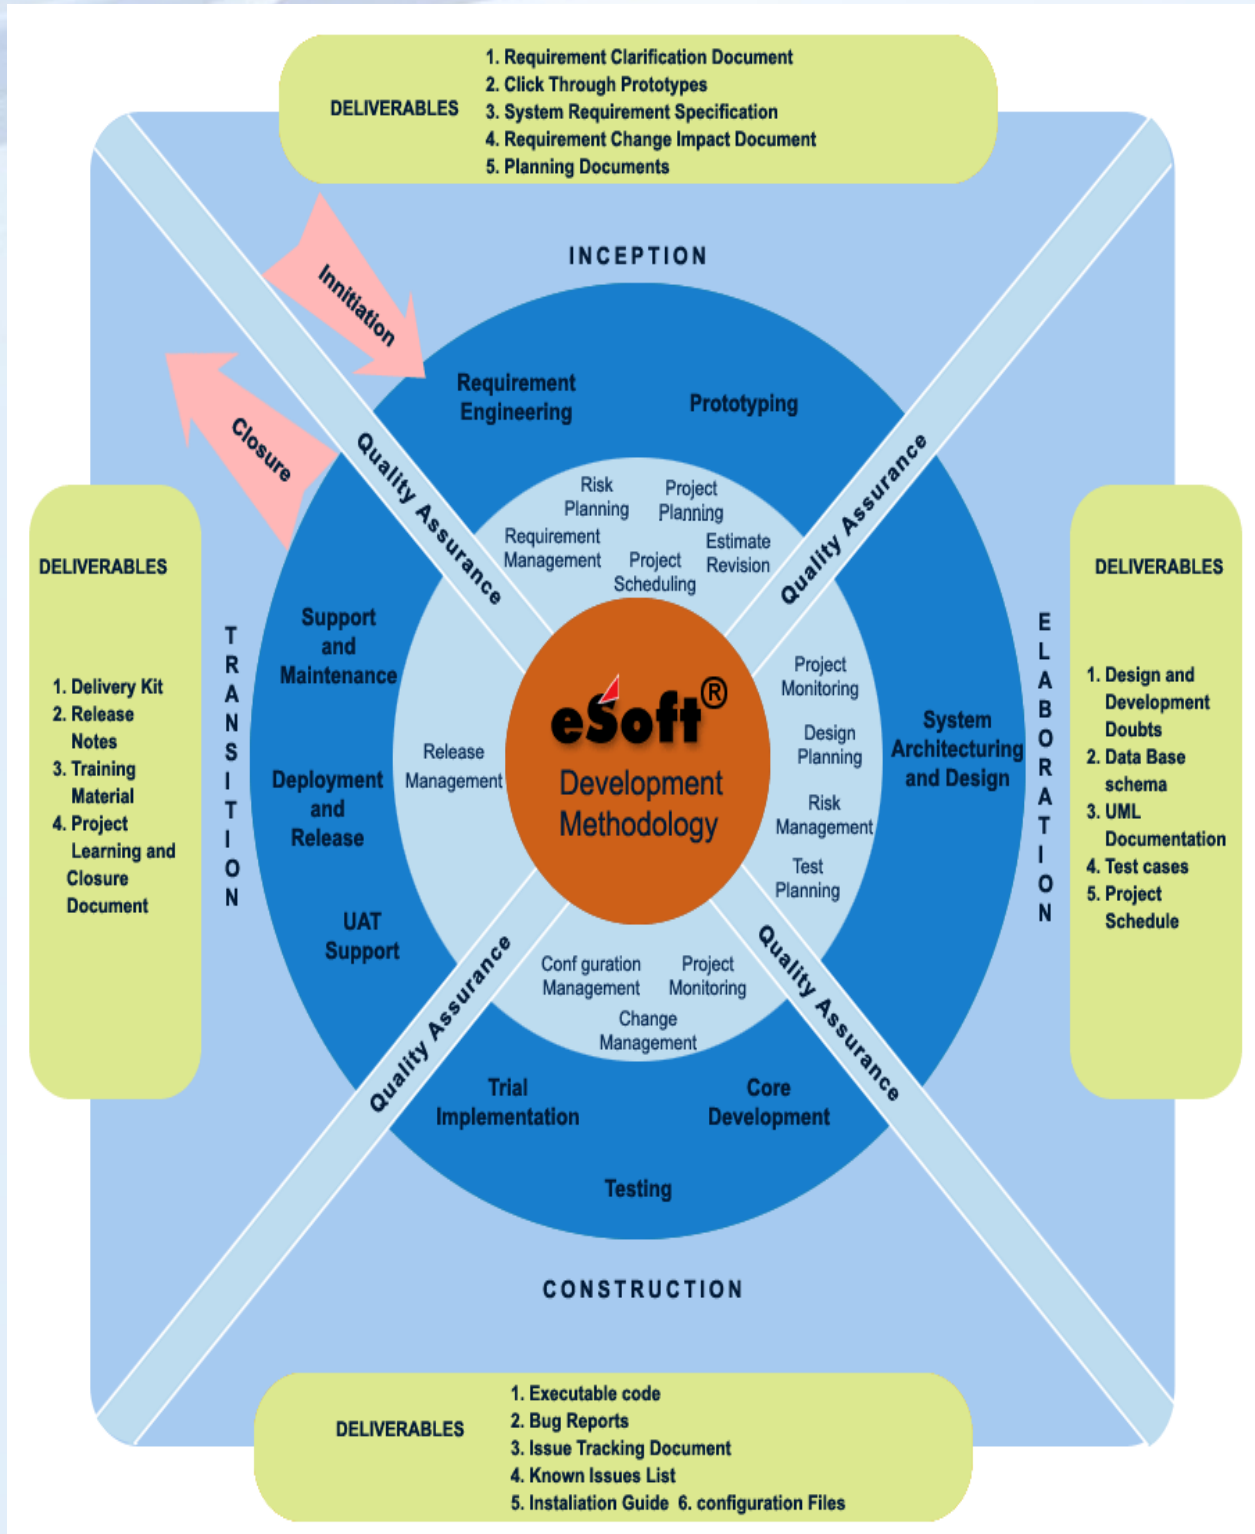 DELIVERABLES
1. Requirement Clarification Document
2. Click Through Prototypes
3. System Requirement Specification
4. Requirement Change Impact Document
5. Planning Documents
INCEPTION
Innitiation
Closure
Requirement
Engineering
Prototyping
Quality Assurance
Quality Assurance
Risk
Planning
Project
Planning
Requirement
Management
Project
Scheduling
Estimate
Revision
DELIVERABLES
1. Delivery Kit
2. Release
Notes
3. Training
Material
4. Project
Learning and
Closure
Document
TRANSITION
Support
and
Maintenance
Deployment
and
Release
UAT
Support
Release
Management
eSoft®
Development
Methodology
Project
Monitoring
Design
Planning
Risk
Management
Test
Planning
System
Architecturing
and Design
ELABORATION
DELIVERABLES
1. Design and
Development
Doubts
2. Data Base
schema
3. UML
Documentation
4. Test cases
5. Project
Schedule
Quality Assurance
Quality Assurance
Conf guration
Management
Project
Monitoring
Change
Management
Trial
Implementation
Core
Development
Testing
CONSTRUCTION
DELIVERABLES
1. Executable code
2. Bug Reports
3. Issue Tracking Document
4. Known Issues List
5. Instaliation Guide 6. configuration Files